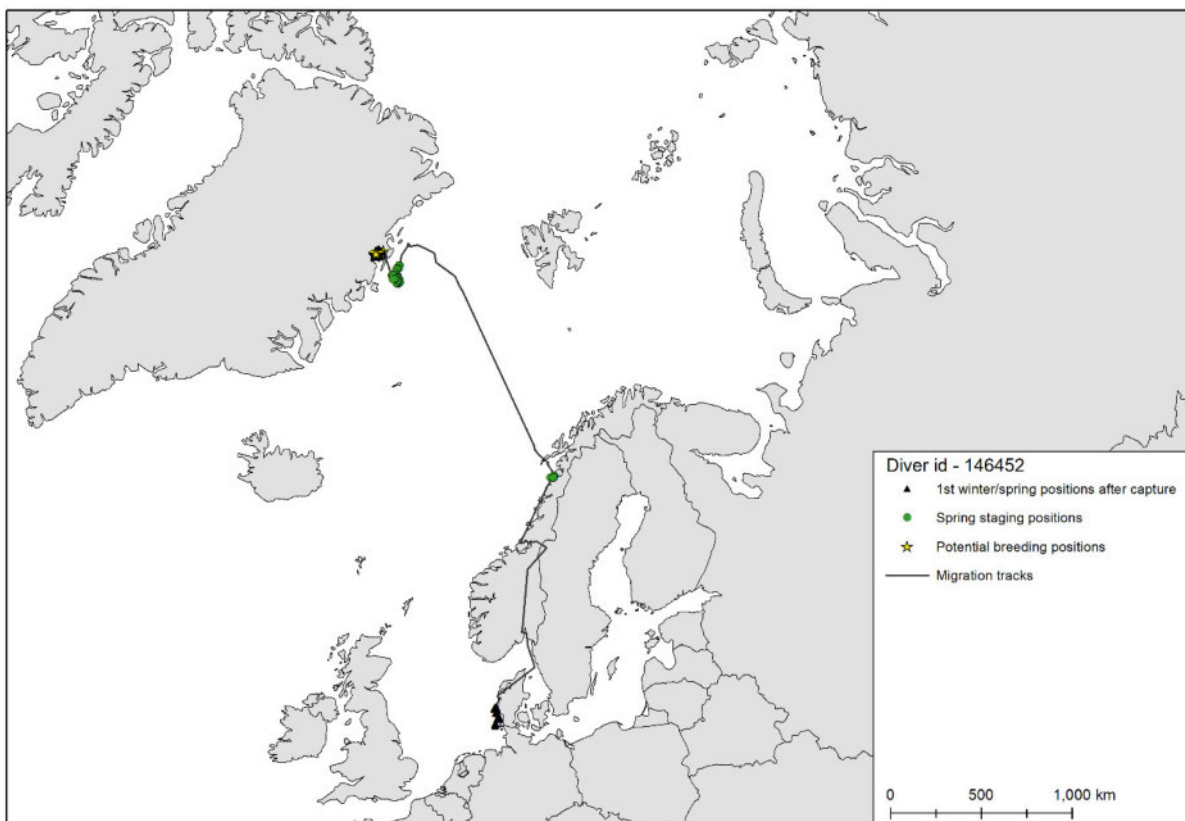 Diver id - 146452
1st winter/spring positions after capture
Spring staging positions
Potential breeding positions
Migration tracks
0 500 1,000 km